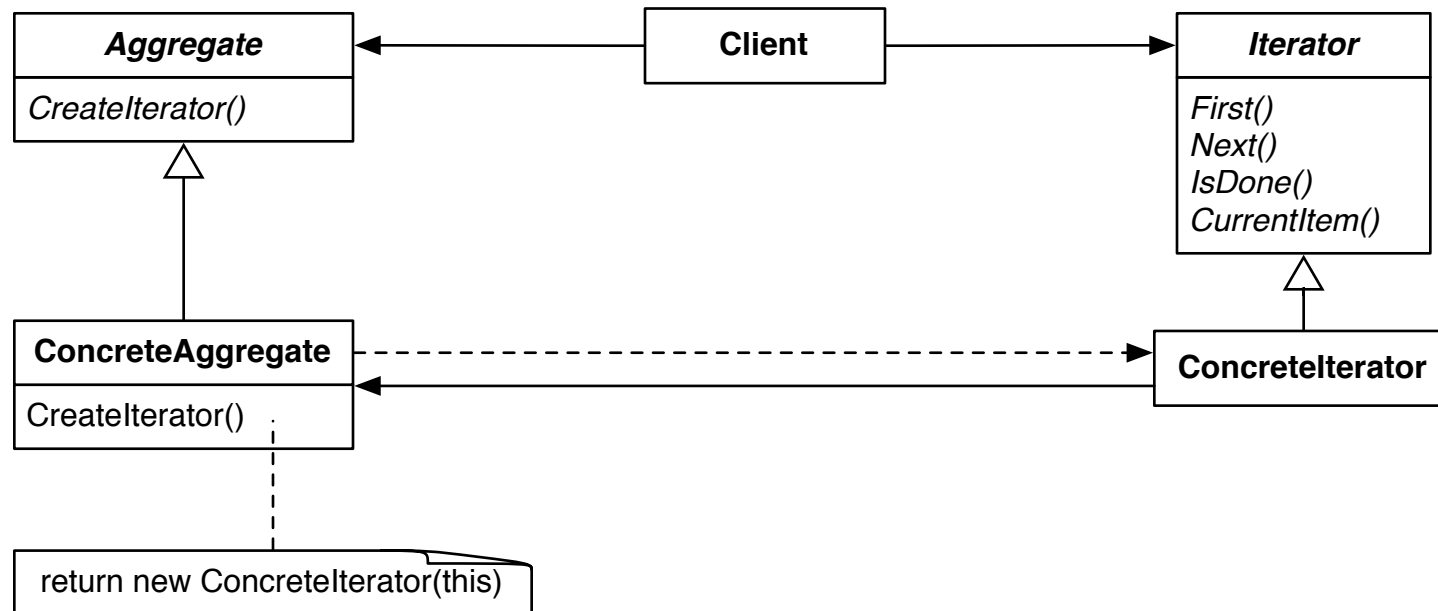 Aggregate
CreateIterator()
Client
Iterator
First()
Next()
IsDone()
CurrentItem()
ConcreteAggregate
CreateIterator()
ConcreteIterator
return new ConcreteIterator(this)